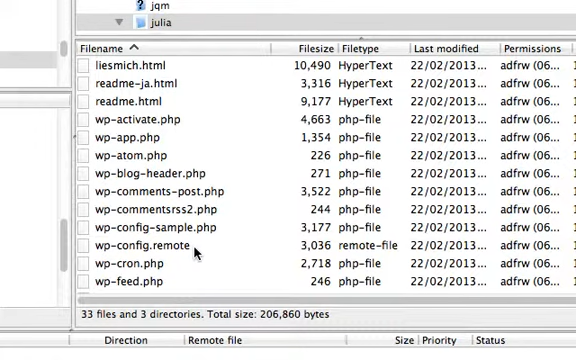 jqm
julia
Filename Filesize Filetype Last modified Permissions
liesmich.html 10,490 HyperText 22/02/2013... adfrw (06...
readme-ja.html 3,316 HyperText 22/02/2013... adfrw (06...
readme.html 9,177 HyperText 22/02/2013... adfrw (06...
wp-activate.php 4,663 php-file 22/02/2013... adfrw (06...
wp-app.php 1,354 php-file 22/02/2013... adfrw (06...
wp-atom.php 226 php-file 22/02/2013... adfrw (06...
wp-blog-header.php 271 php-file 22/02/2013... adfrw (06...
wp-comments-post.php 3,522 php-file 22/02/2013... adfrw (06...
wp-commentsrss2.php 244 php-file 22/02/2013... adfrw (06...
wp-config-sample.php 3,177 php-file 22/02/2013... adfrw (06...
wp-config.remote 3,036 remote-file 22/02/2013... adfrw (06...
wp-cron.php 2,718 php-file 22/02/2013... adfrw (06...
wp-feed.php 246 php-file 22/02/2013... adfrw (06...
33 files and 3 directories. Total size: 206,860 bytes
Direction Remote file Size Priority Status